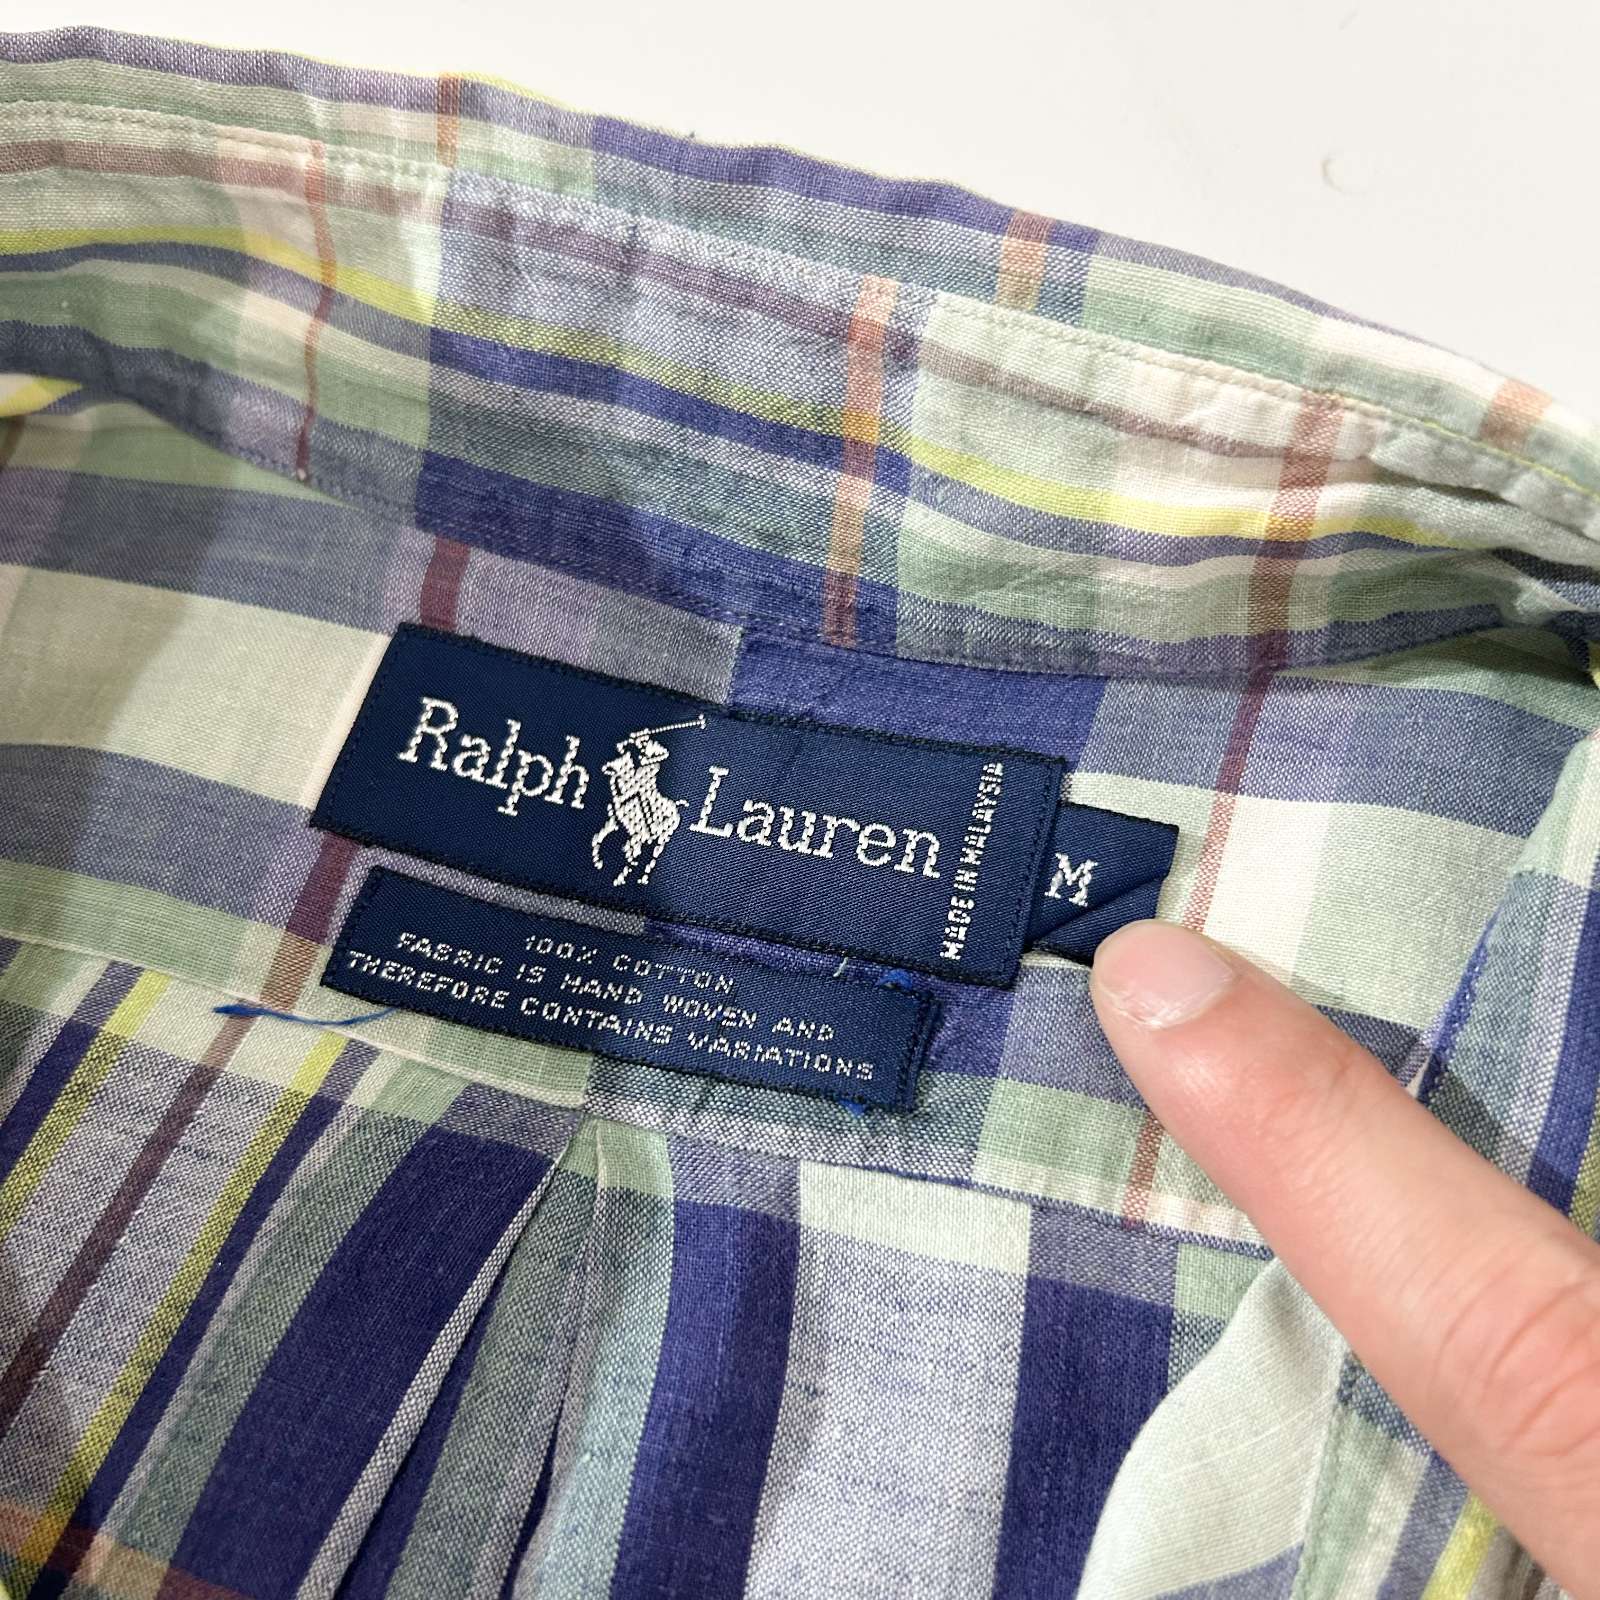 Ralph Lauren
MADE IN MALAYSIA
M
100% COTTON
FABRIC IS HAND WOVEN AND
THEREFORE CONTAINS VARIATIONS